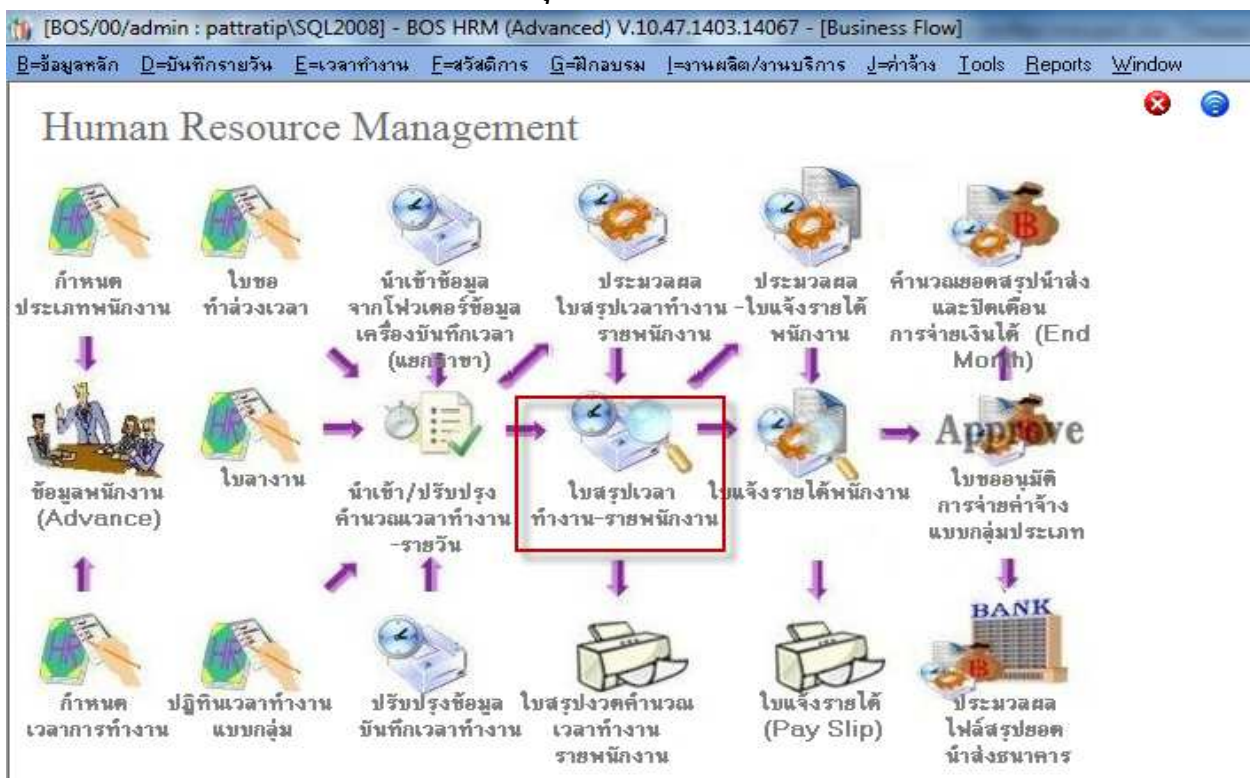 [BOS/00/admin : pattratip\SQL2008] - BOS HRM (Advanced) V.10.47.1403.14067 - [Business Flow]
B=ข้อมูลหลัก D=บันทึกรายวัน E=เวลาทำงาน F=สวัสดิการ G=ฝึกอบรม I=งานผลิต/งานบริการ J=ค่าจ้าง Tools Reports Window
Human Resource Management
กำหนด
ประเภทพนักงาน
ใบขอ
ทำล่วงเวลา
นำเข้าข้อมูล
จากโฟวเดอร์ข้อมูล
เครื่องบันทึกเวลา
(แยกสาขา)
ประมวลผล
ใบสรุปเวลาทำงาน
รายพนักงาน
ประมวลผล
-ใบแจ้งรายได้
พนักงาน
คำนวณยอดสรุปนำส่ง
และปิดเดือน
การจ่ายเงินได้ (End
Month)
ข้อมูลพนักงาน
(Advance)
ใบลางาน
นำเข้า/ปรับปรุง
คำนวณเวลาทำงาน
-รายวัน
ใบสรุปเวลา
ทำงาน-รายพนักงาน
ใบแจ้งรายได้พนักงาน
Approve
ใบขออนุมัติ
การจ่ายค่าจ้าง
แบบกลุ่มประเภท
กำหนด
เวลาการทำงาน
ปฏิทินเวลาทำงาน
แบบกลุ่ม
ปรับปรุงข้อมูล
บันทึกเวลาทำงาน
ใบสรุปงวดคำนวณ
เวลาทำงาน
รายพนักงาน
ใบแจ้งรายได้
(Pay Slip)
BANK
ประมวลผล
ไฟล์สรุปยอด
นำส่งธนาคาร